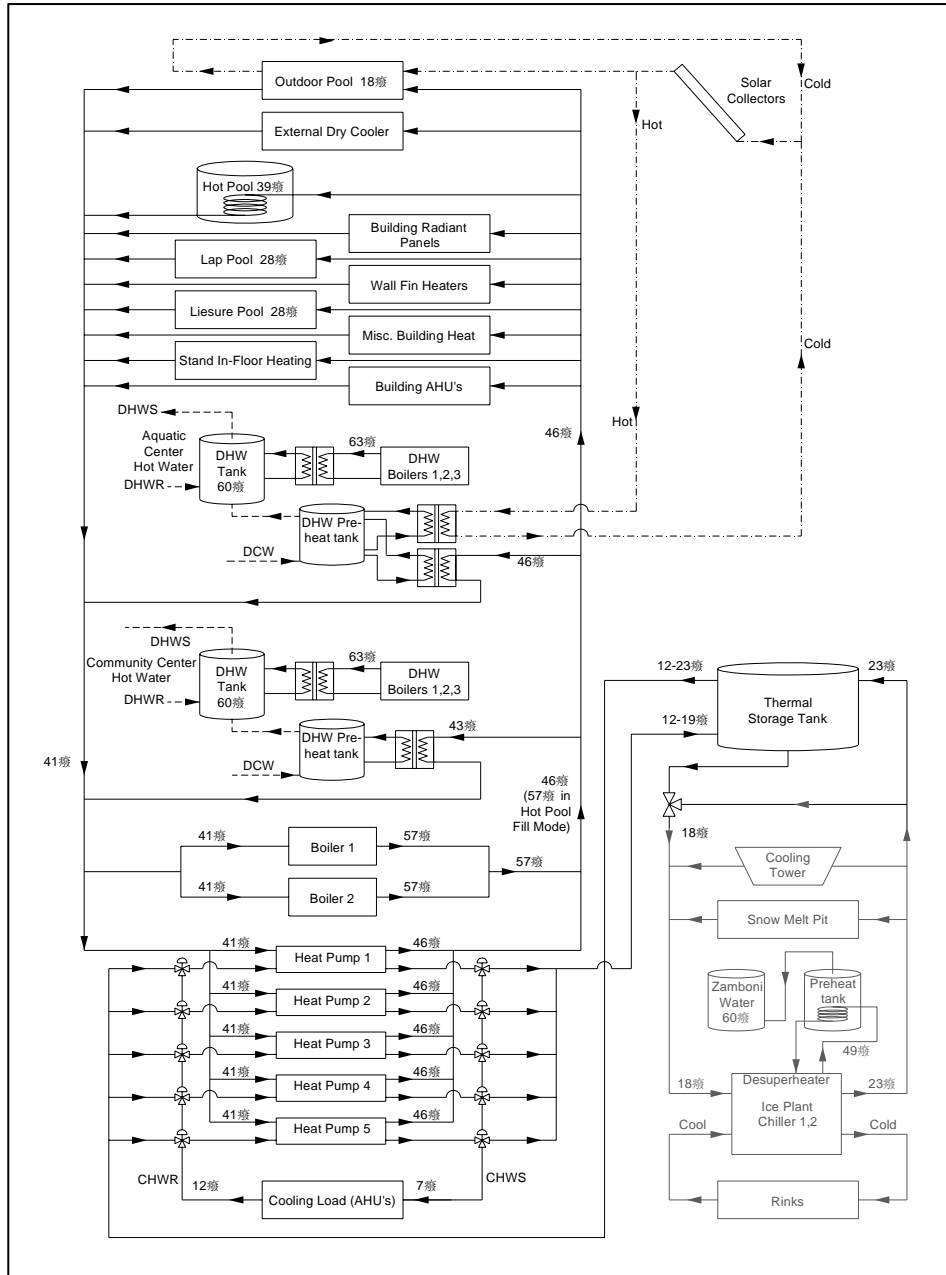 Outdoor Pool 18癈
Solar
Collectors
Cold
Cold
Hot
External Dry Cooler
Hot Pool 39癈
Building Radiant
Panels
Lap Pool 28癈
Wall Fin Heaters
Liesure Pool 28癈
Misc. Building Heat
Stand In-Floor Heating
Building AHU's
Cold
Hot
DHWS
46癈
Aquatic
Center
Hot Water
DHWR
DHW
Tank
60癈
63癈
DHW
Boilers 1,2,3
DHW Pre-
heat tank
DCW
46癈
DHWS
Community Center
Hot Water
DHWR
DHW
Tank
60癈
63癈
DHW
Boilers 1,2,3
DHW Pre-
heat tank
43癈
DCW
41癈
46癈
(57癈 in
Hot Pool
Fill Mode)
12-23癈
23癈
Thermal
Storage Tank
12-19癈
18癈
41癈
Boiler 1
57癈
57癈
41癈
Boiler 2
57癈
Cooling
Tower
Snow Melt Pit
41癈
Heat Pump 1
46癈
41癈
Heat Pump 2
46癈
41癈
Heat Pump 3
46癈
41癈
Heat Pump 4
46癈
41癈
Heat Pump 5
46癈
Zamboni
Water
60癈
Preheat
tank
49癈
Desuperheater
18癈
Ice Plant
Chiller 1,2
23癈
Cool
Cold
Rinks
CHWR
12癈
Cooling Load (AHU's)
7癈
CHWS